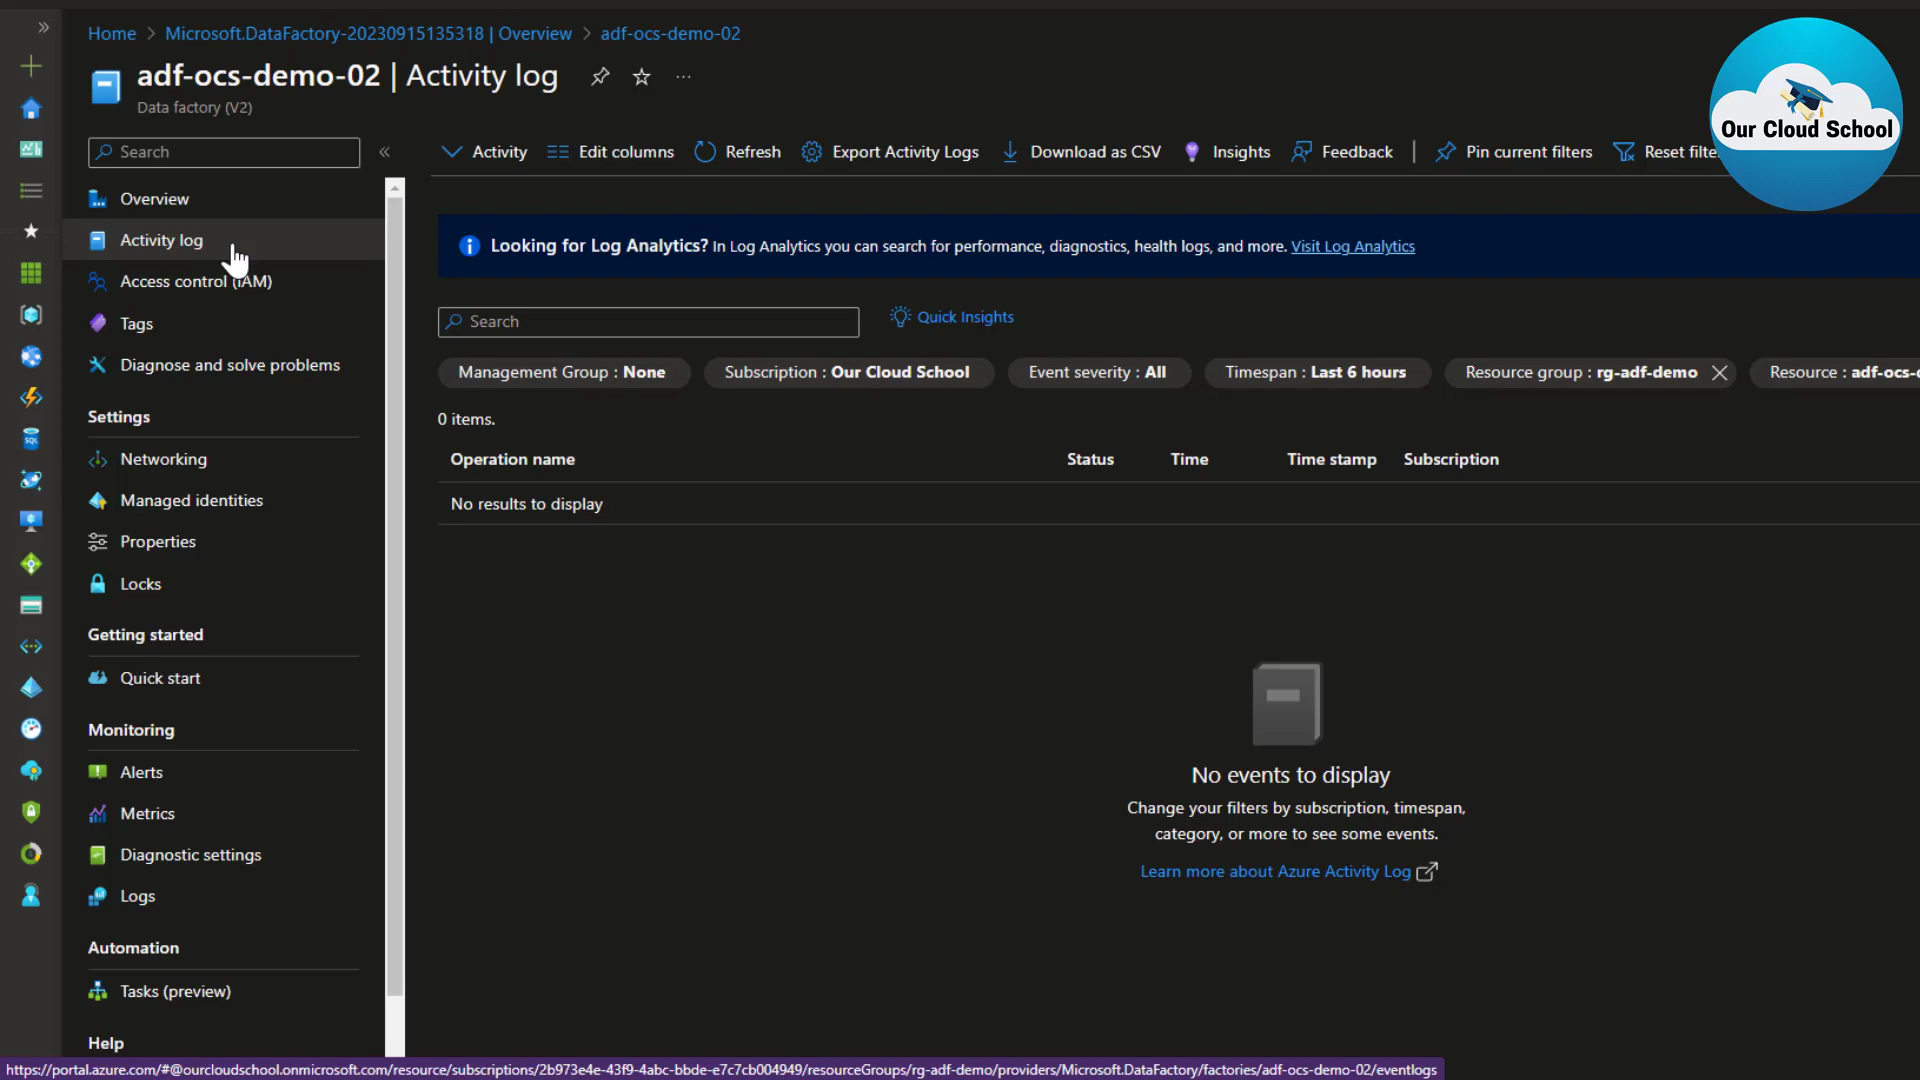 Home > Microsoft.DataFactory-20230915135318 | Overview > adf-ocs-demo-02
adf-ocs-demo-02 | Activity log
Data factory (V2)
Our Cloud School
Search
Activity
Edit columns
Refresh
Export Activity Logs
Download as CSV
Insights
Feedback
Pin current filters
Reset filte
Overview
Activity log
Access control (IAM)
Tags
Diagnose and solve problems
Settings
Networking
Managed identities
Properties
Locks
Getting started
Quick start
Monitoring
Alerts
Metrics
Diagnostic settings
Logs
Automation
Tasks (preview)
Help
Looking for Log Analytics? In Log Analytics you can search for performance, diagnostics, health logs, and more. Visit Log Analytics
Search
Quick Insights
Management Group : None
Subscription : Our Cloud School
Event severity : All
Timespan : Last 6 hours
Resource group : rg-adf-demo
Resource : adf-ocs-
0 items.
Operation name
Status
Time
Time stamp
Subscription
No results to display
No events to display
Change your filters by subscription, timespan,
category, or more to see some events.
Learn more about Azure Activity Log
SQL
https://portal.azure.com/#@ourcloudschool.onmicrosoft.com/resource/subscriptions/2b973e4e-43f9-4abc-bbde-e7c7cb004949/resourceGroups/rg-adf-demo/providers/Microsoft.DataFactory/factories/adf-ocs-demo-02/eventlogs